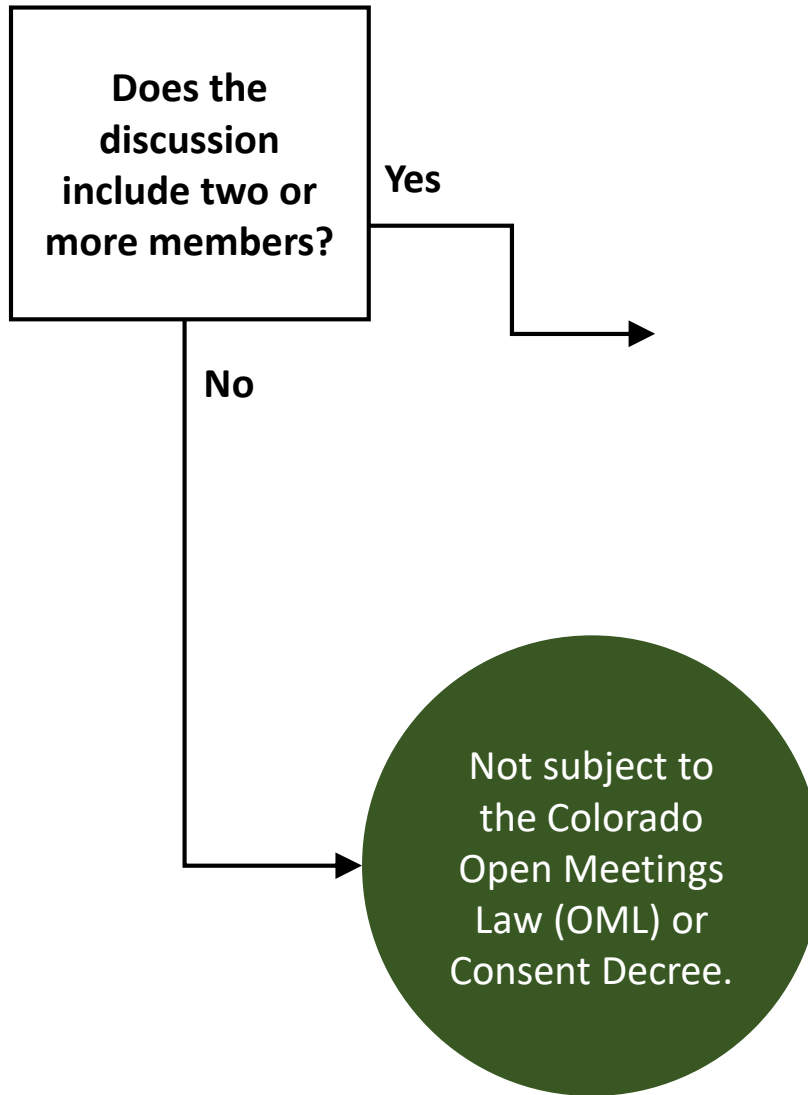 Does the
discussion
include two or
more members?
Yes
No
Not subject to
the Colorado
Open Meetings
Law (OML) or
Consent Decree.